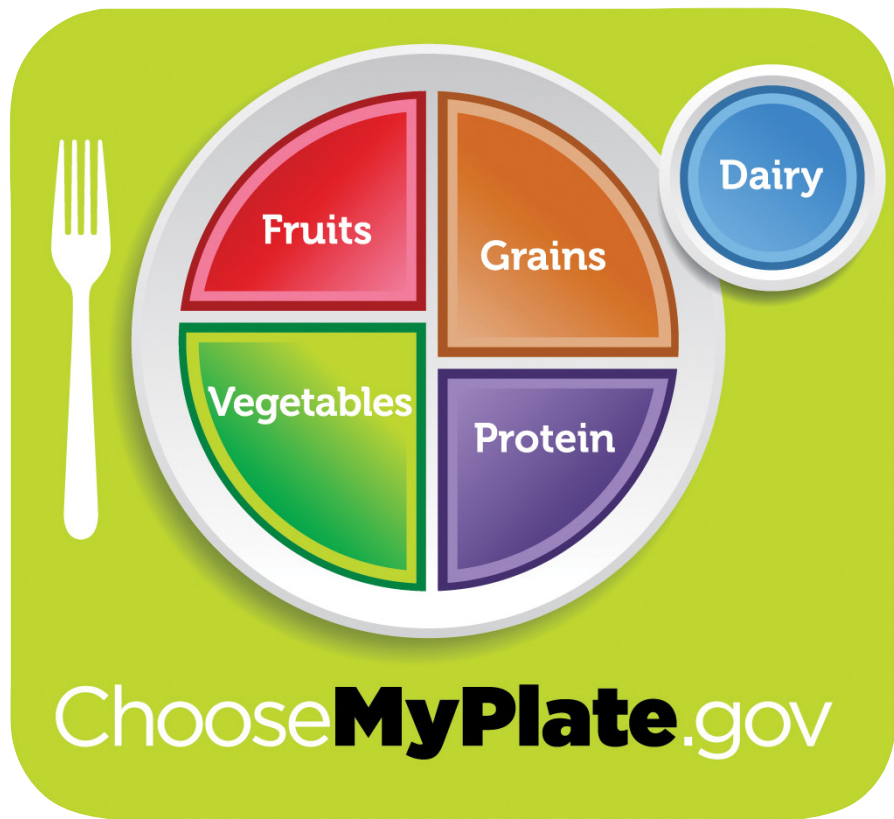 Fruits
Grains
Dairy
Vegetables
Protein
ChooseMyPlate.gov